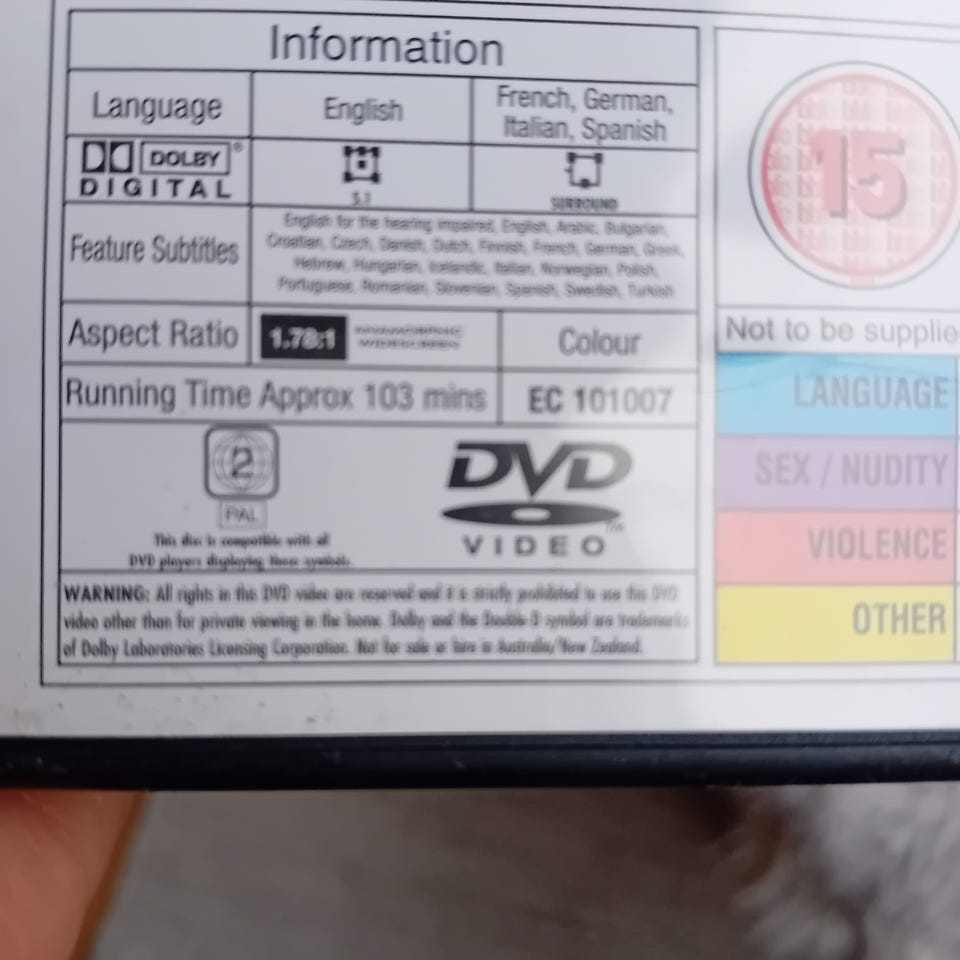 Information
Language
English
French, German,
Italian, Spanish
DOLBY®
DIGITAL
5.1
SURROUND
Feature Subtitles
English for the hearing impaired, English, Arabic, Bulgarian,
Croatian, Czech, Danish, Dutch, Finnish, French, German, Greek,
Hebrew, Hungarian, Icelandic, Italian, Norwegian, Polish,
Portuguese, Romanian, Slovenian, Spanish, Swedish, Turkish
Aspect Ratio
1.78:1
ANAMORPHIC
WIDESCREEN
Colour
Running Time Approx 103 mins
EC 101007
2
PAL
This disc is compatible with all
DVD players displaying these symbols.
DVD
VIDEO
WARNING: All rights in this DVD video are reserved and it is strictly prohibited to use this DVD
video other than for private viewing in the home. Dolby and the Double-D symbol are trademarks
of Dolby Laboratories Licensing Corporation. Not for sale or hire in Australia/New Zealand.
15
Not to be supplie
LANGUAGE
SEX / NUDITY
VIOLENCE
OTHER